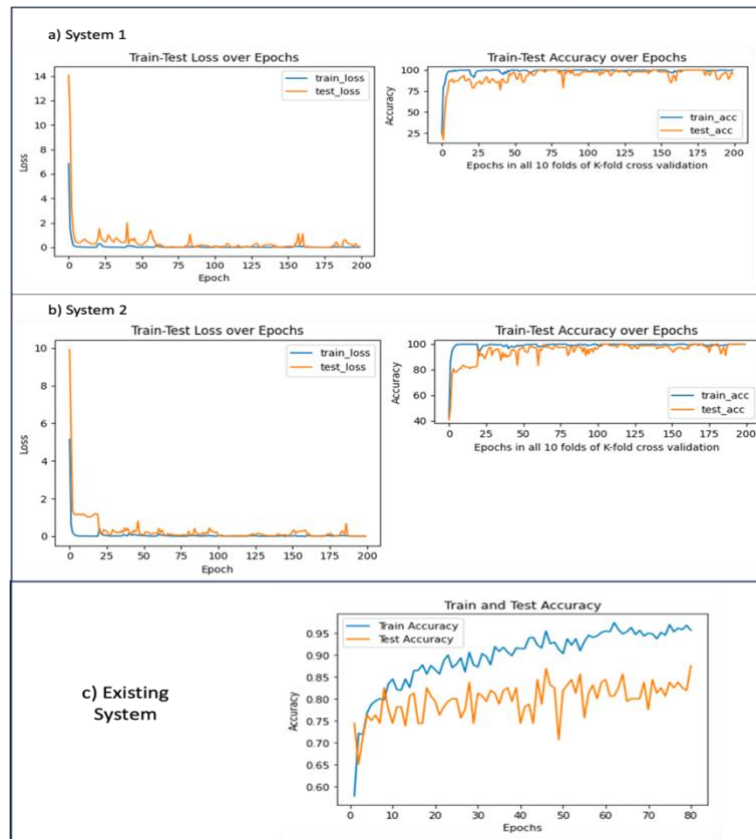 a) System 1
Train-Test Loss over Epochs
train_loss
test_loss
Loss
14
12
10
8
6
4
2
0
0 25 50 75 100 125 150 175 200
Epoch
Train-Test Accuracy over Epochs
train_acc
test_acc
Accuracy
100
75
50
25
0 25 50 75 100 125 150 175 200
Epochs in all 10 folds of K-fold cross validation
b) System 2
Train-Test Loss over Epochs
train_loss
test_loss
Loss
10
8
6
4
2
0
0 25 50 75 100 125 150 175 200
Epoch
Train-Test Accuracy over Epochs
train_acc
test_acc
Accuracy
100
80
60
40
0 25 50 75 100 125 150 175 200
Epochs in all 10 folds of K-fold cross validation
c) Existing
System
Train and Test Accuracy
Train Accuracy
Test Accuracy
Accuracy
0.95
0.90
0.85
0.80
0.75
0.70
0.65
0.60
0 10 20 30 40 50 60 70 80
Epochs